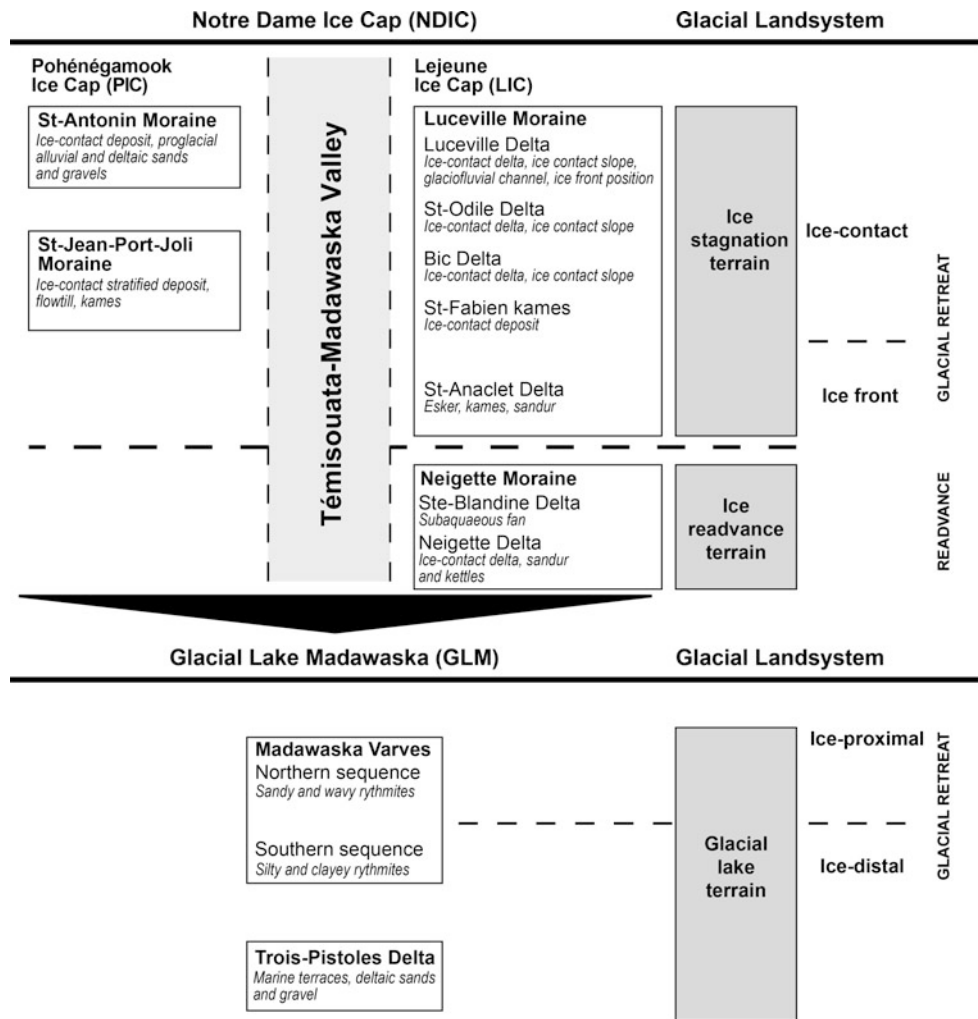 Notre Dame Ice Cap (NDIC)
Glacial Landsystem
Pohénégamook
Ice Cap (PIC)
St-Antonin Moraine
Ice-contact deposit, proglacial
alluvial and deltaic sands
and gravels
St-Jean-Port-Joli
Moraine
Ice-contact stratified deposit,
flowtill, kames
Témisouata-Madawaska Valley
Lejeune
Ice Cap (LIC)
Luceville Moraine
Luceville Delta
Ice-contact delta, ice contact slope,
glaciofluvial channel, ice front position
St-Odile Delta
Ice-contact delta, ice contact slope
Bic Delta
Ice-contact delta, ice contact slope
St-Fabien kames
Ice-contact deposit
St-Anaclet Delta
Esker, kames, sandur
Ice
stagnation
terrain
Ice-contact
Ice front
GLACIAL RETREAT
Neigette Moraine
Ste-Blandine Delta
Subaquaeous fan
Neigette Delta
Ice-contact delta, sandur
and kettles
Ice
readvance
terrain
READVANCE
Glacial Lake Madawaska (GLM)
Glacial Landsystem
Madawaska Varves
Northern sequence
Sandy and wavy rythmites
Southern sequence
Silty and clayey rythmites
Trois-Pistoles Delta
Marine terraces, deltaic sands
and gravel
Glacial
lake
terrain
Ice-proximal
Ice-distal
GLACIAL RETREAT